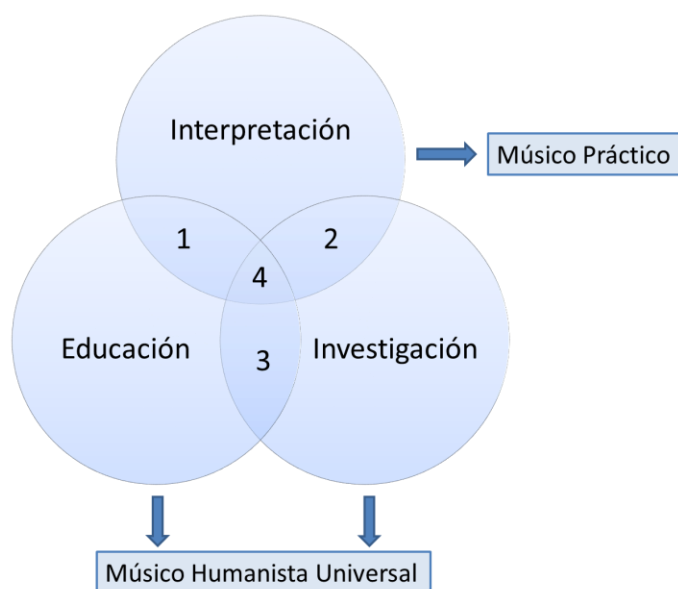 Interpretación
Músico Práctico
1
2
4
Educación
Investigación
3
Músico Humanista Universal